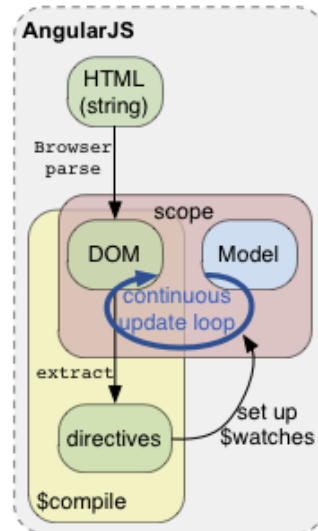 AngularJS
HTML
(string)
Browser
parse
scope
DOM
Model
continuous
update loop
extract
directives
set up
$watches
$compile